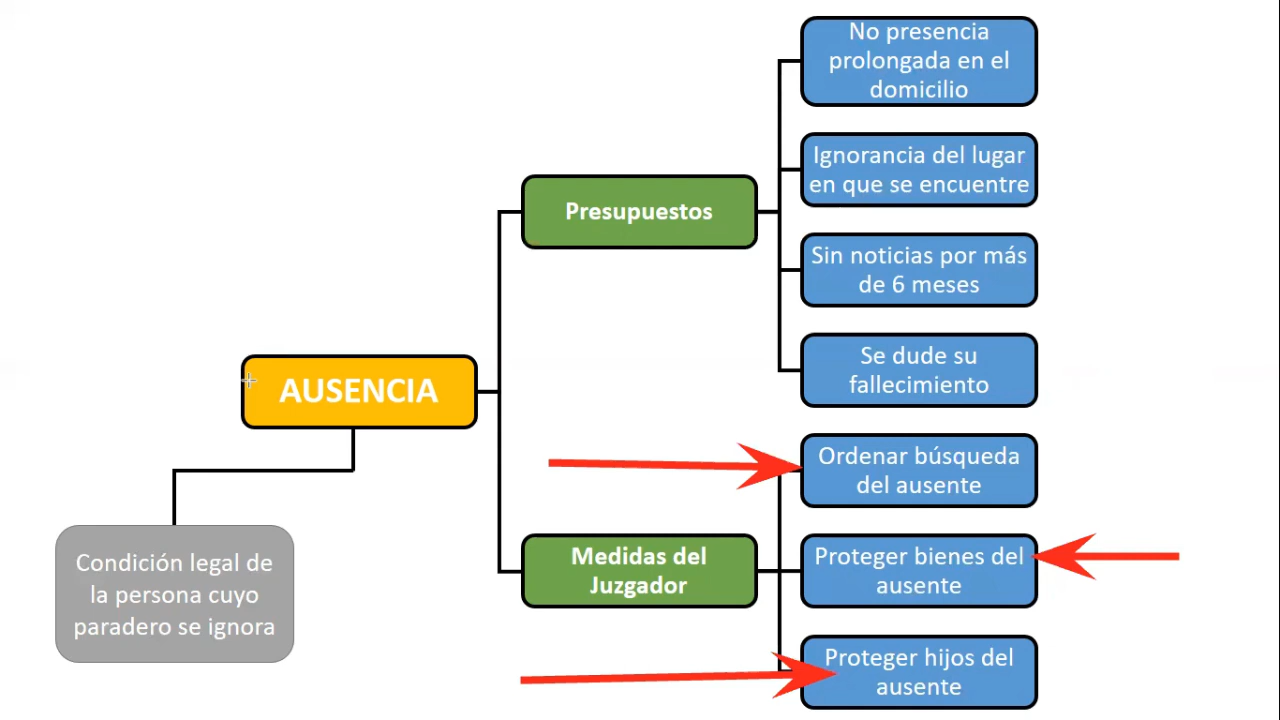 No presencia
prolongada en el
domicilio
Ignorancia del lugar
en que se encuentre
Presupuestos
Sin noticias por más
de 6 meses
Se dude su
fallecimiento
AUSENCIA
Ordenar búsqueda
del ausente
Condición legal de
la persona cuyo
paradero se ignora
Medidas del
Juzgador
Proteger bienes del
ausente
Proteger hijos del
ausente